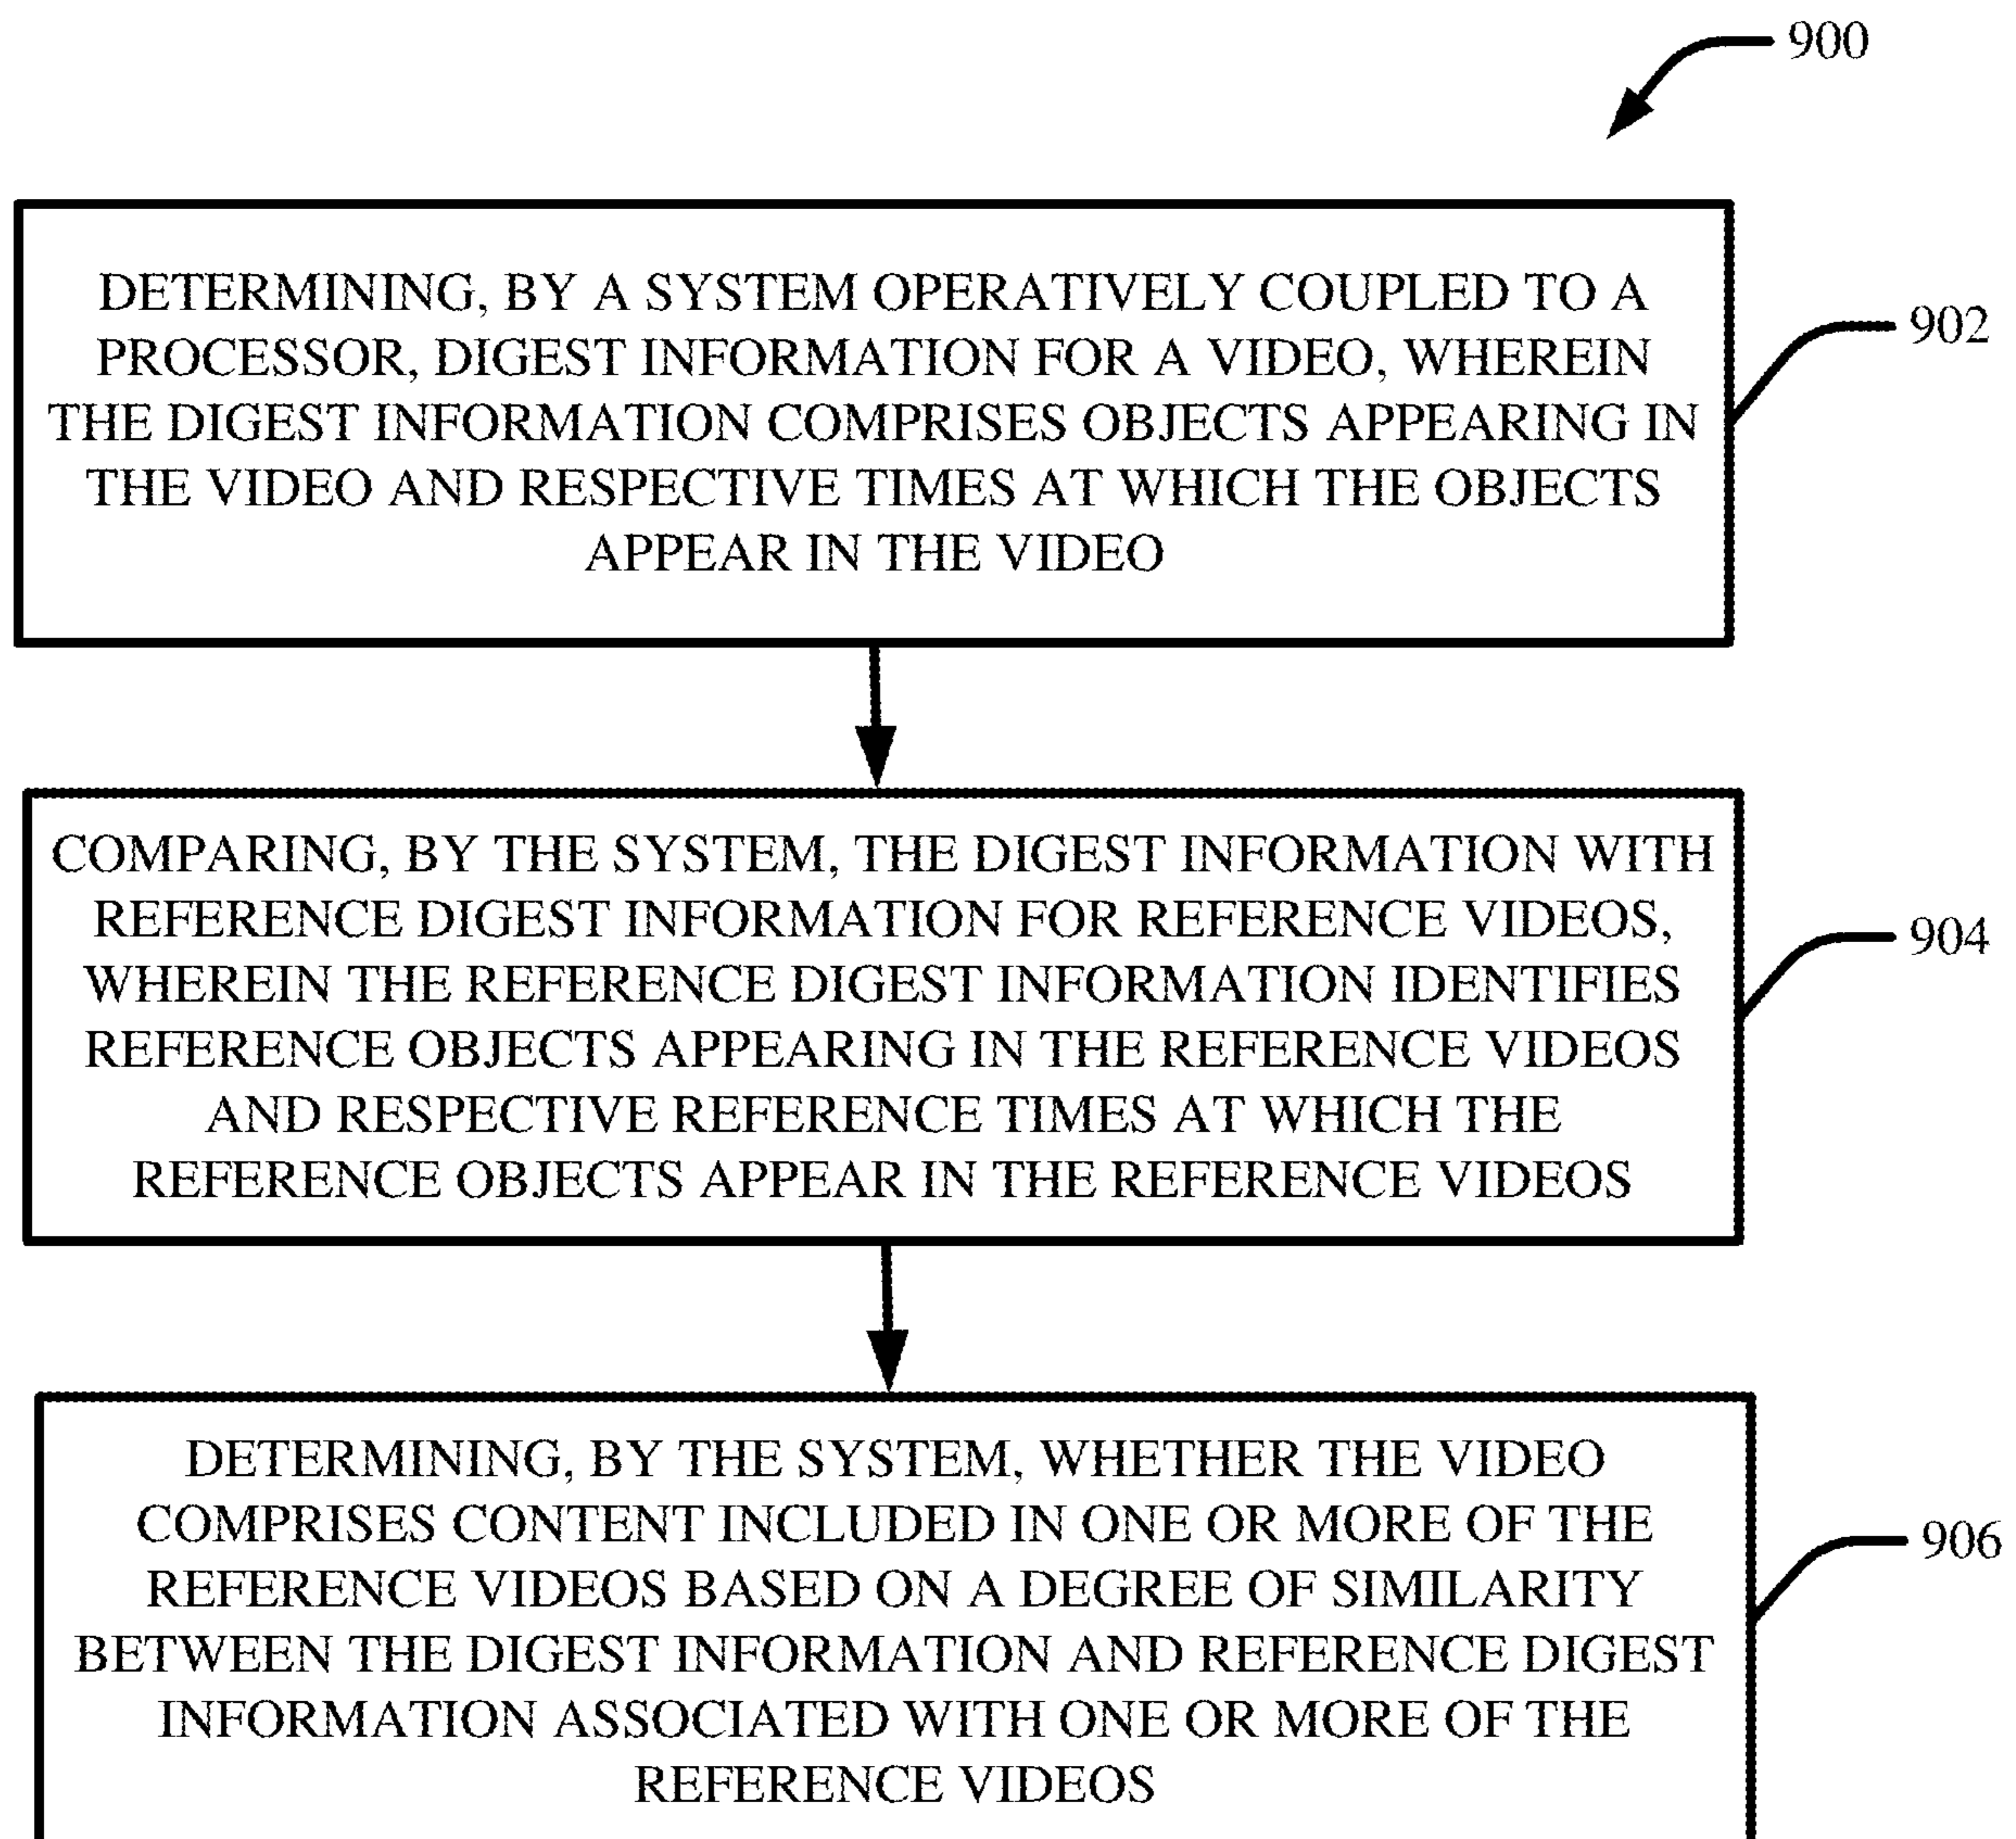 900
DETERMINING, BY A SYSTEM OPERATIVELY COUPLED TO A
PROCESSOR, DIGEST INFORMATION FOR A VIDEO, WHEREIN
THE DIGEST INFORMATION COMPRISES OBJECTS APPEARING IN
THE VIDEO AND RESPECTIVE TIMES AT WHICH THE OBJECTS
APPEAR IN THE VIDEO
902
COMPARING, BY THE SYSTEM, THE DIGEST INFORMATION WITH
REFERENCE DIGEST INFORMATION FOR REFERENCE VIDEOS,
WHEREIN THE REFERENCE DIGEST INFORMATION IDENTIFIES
REFERENCE OBJECTS APPEARING IN THE REFERENCE VIDEOS
AND RESPECTIVE REFERENCE TIMES AT WHICH THE
REFERENCE OBJECTS APPEAR IN THE REFERENCE VIDEOS
904
DETERMINING, BY THE SYSTEM, WHETHER THE VIDEO
COMPRISES CONTENT INCLUDED IN ONE OR MORE OF THE
REFERENCE VIDEOS BASED ON A DEGREE OF SIMILARITY
BETWEEN THE DIGEST INFORMATION AND REFERENCE DIGEST
INFORMATION ASSOCIATED WITH ONE OR MORE OF THE
REFERENCE VIDEOS
906